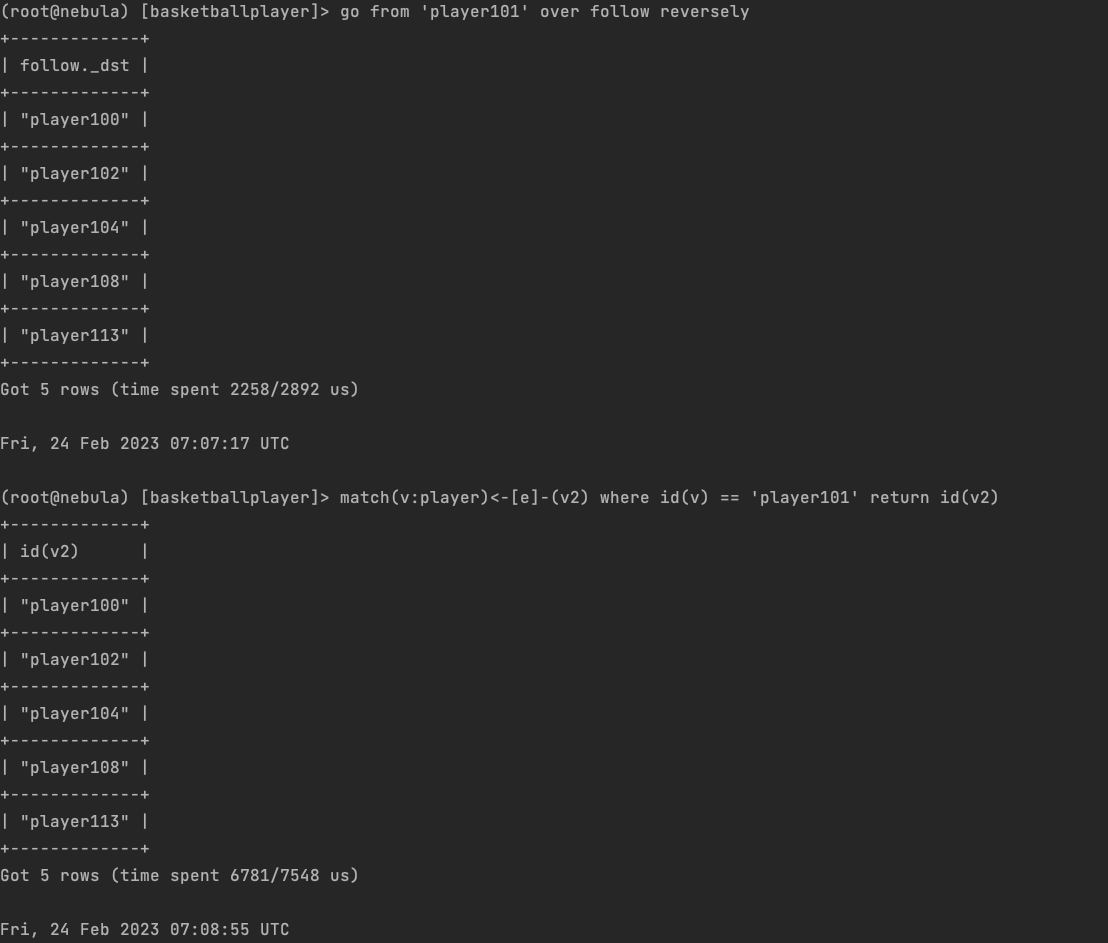 (root@nebula) [basketballplayer]> go from 'player101' over follow reversely
+-------------+
| follow._dst |
+-------------+
| "player100" |
+-------------+
| "player102" |
+-------------+
| "player104" |
+-------------+
| "player108" |
+-------------+
| "player113" |
+-------------+
Got 5 rows (time spent 2258/2892 us)
Fri, 24 Feb 2023 07:07:17 UTC
(root@nebula) [basketballplayer]> match(v:player)<-[e]-(v2) where id(v) == 'player101' return id(v2)
+-------------+
| id(v2)      |
+-------------+
| "player100" |
+-------------+
| "player102" |
+-------------+
| "player104" |
+-------------+
| "player108" |
+-------------+
| "player113" |
+-------------+
Got 5 rows (time spent 6781/7548 us)
Fri, 24 Feb 2023 07:08:55 UTC